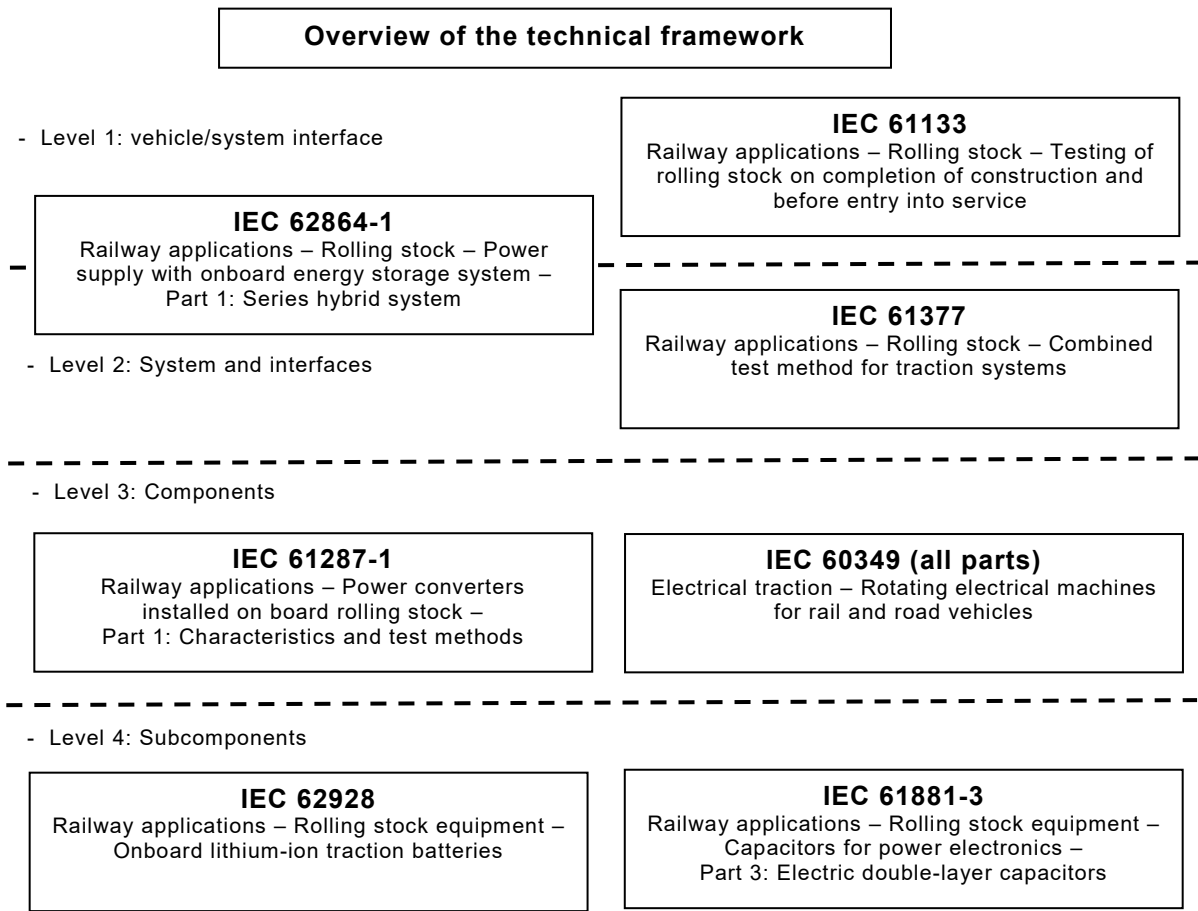 Overview of the technical framework
- Level 1: vehicle/system interface
IEC 61133
Railway applications – Rolling stock – Testing of
rolling stock on completion of construction and
before entry into service
IEC 62864-1
Railway applications – Rolling stock – Power
supply with onboard energy storage system –
Part 1: Series hybrid system
IEC 61377
Railway applications – Rolling stock – Combined
test method for traction systems
- Level 2: System and interfaces
- Level 3: Components
IEC 61287-1
Railway applications – Power converters
installed on board rolling stock –
Part 1: Characteristics and test methods
IEC 60349 (all parts)
Electrical traction – Rotating electrical machines
for rail and road vehicles
- Level 4: Subcomponents
IEC 62928
Railway applications – Rolling stock equipment –
Onboard lithium-ion traction batteries
IEC 61881-3
Railway applications – Rolling stock equipment –
Capacitors for power electronics –
Part 3: Electric double-layer capacitors